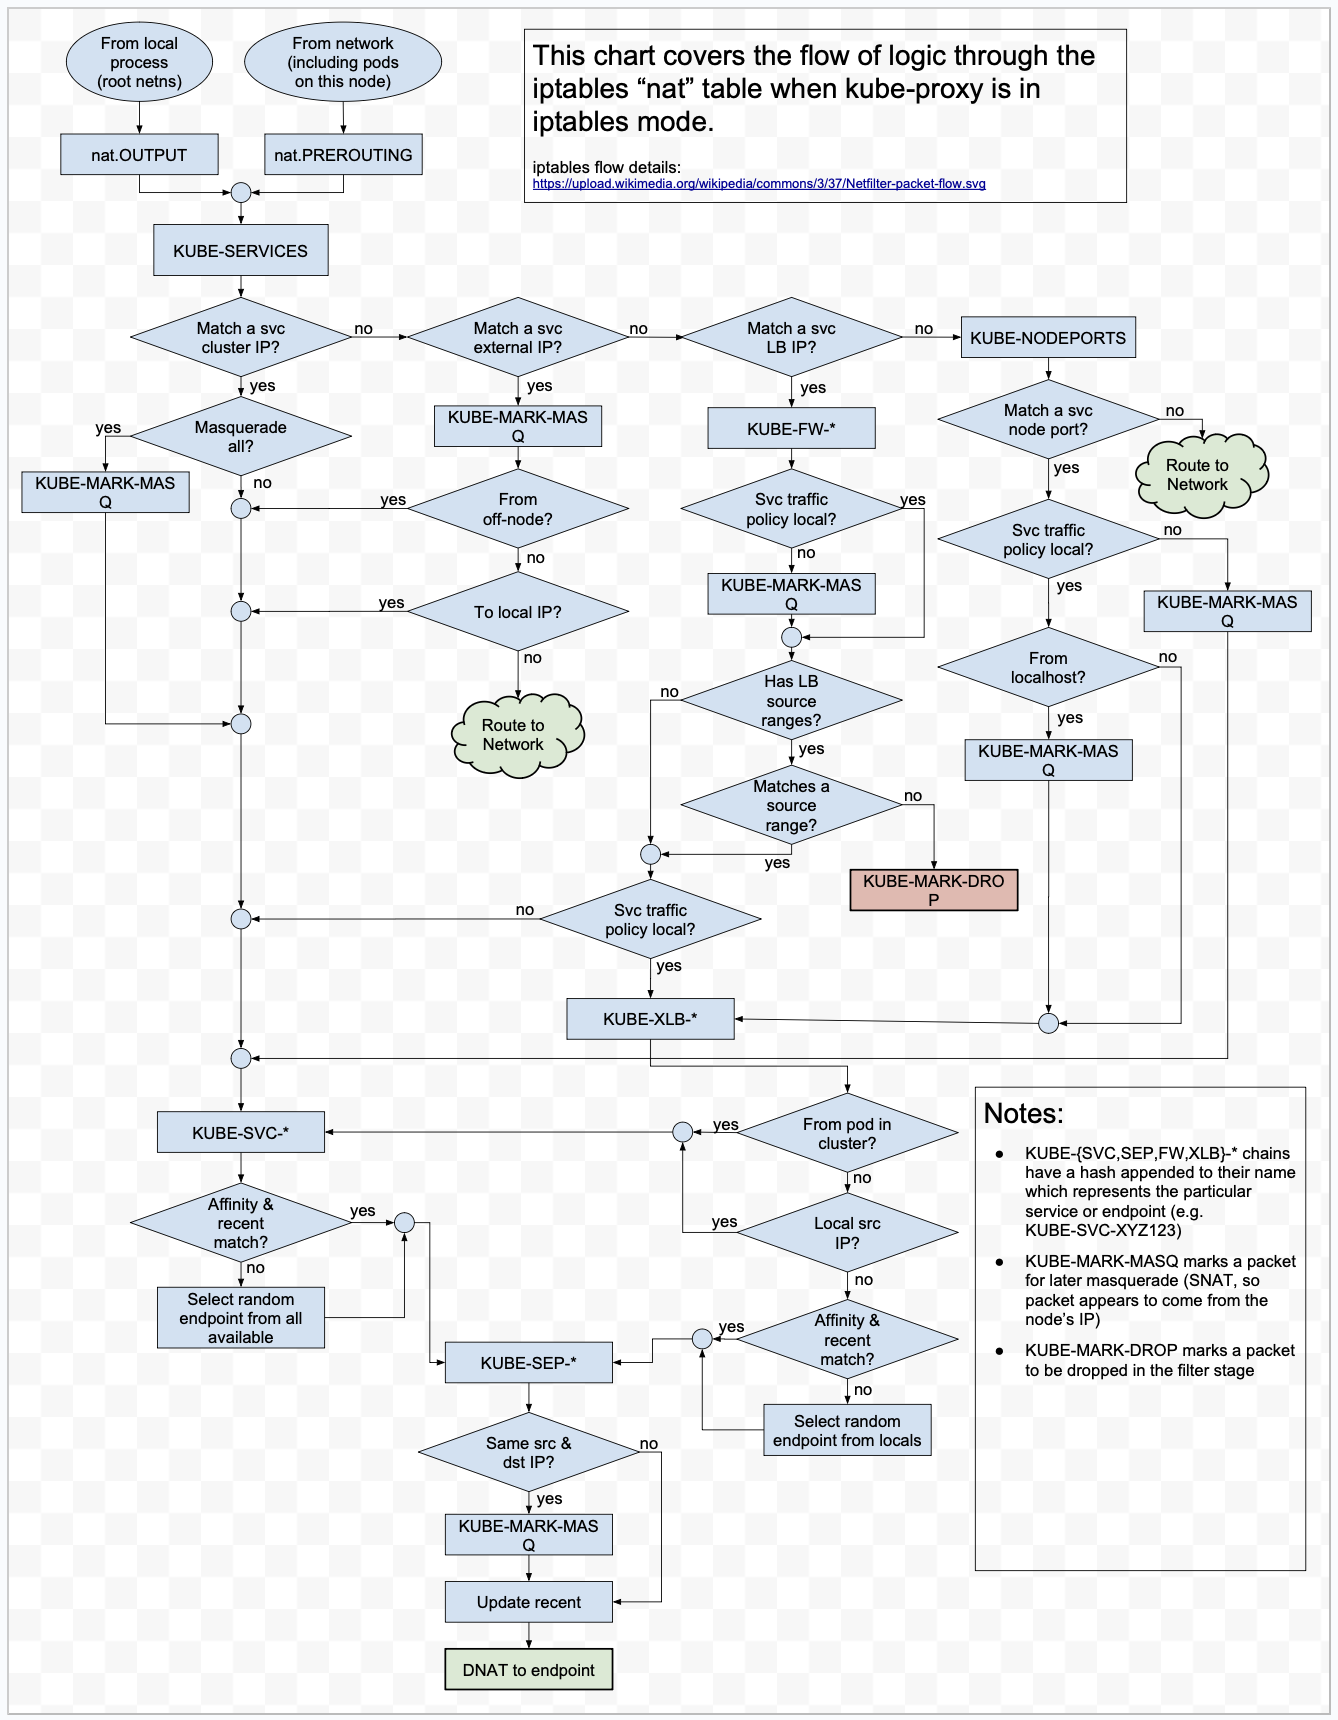 From local
process
(root netns)
From network
(including pods
on this node)
This chart covers the flow of logic through the
iptables “nat” table when kube-proxy is in
iptables mode.
iptables flow details:
https://upload.wikimedia.org/wikipedia/commons/3/37/Netfilter-packet-flow.svg
nat.OUTPUT
nat.PREROUTING
KUBE-SERVICES
Match a svc
cluster IP?
no
Match a svc
external IP?
no
Match a svc
LB IP?
no
KUBE-NODEPORTS
yes
yes
yes
Masquerade
all?
yes
no
KUBE-MARK-MAS
Q
KUBE-MARK-MAS
Q
KUBE-FW-*
Match a svc
node port?
no
yes
Route to
Network
From
off-node?
yes
no
Svc traffic
policy local?
yes
no
Svc traffic
policy local?
no
yes
KUBE-MARK-MAS
Q
KUBE-MARK-MAS
Q
To local IP?
yes
no
Route to
Network
From
localhost?
no
yes
KUBE-MARK-MAS
Q
Has LB
source
ranges?
no
yes
Matches a
source
range?
no
yes
KUBE-MARK-DRO
P
Svc traffic
policy local?
no
yes
KUBE-XLB-*
KUBE-SVC-*
From pod in
cluster?
yes
no
Affinity &
recent
match?
yes
no
Local src
IP?
yes
no
Select random
endpoint from all
available
Affinity &
recent
match?
yes
no
KUBE-SEP-*
Select random
endpoint from locals
Same src &
dst IP?
no
yes
KUBE-MARK-MAS
Q
Update recent
DNAT to endpoint
Notes:
● KUBE-{SVC,SEP,FW,XLB}-* chains
have a hash appended to their name
which represents the particular
service or endpoint (e.g.
KUBE-SVC-XYZ123)
● KUBE-MARK-MASQ marks a packet
for later masquerade (SNAT, so
packet appears to come from the
node’s IP)
● KUBE-MARK-DROP marks a packet
to be dropped in the filter stage